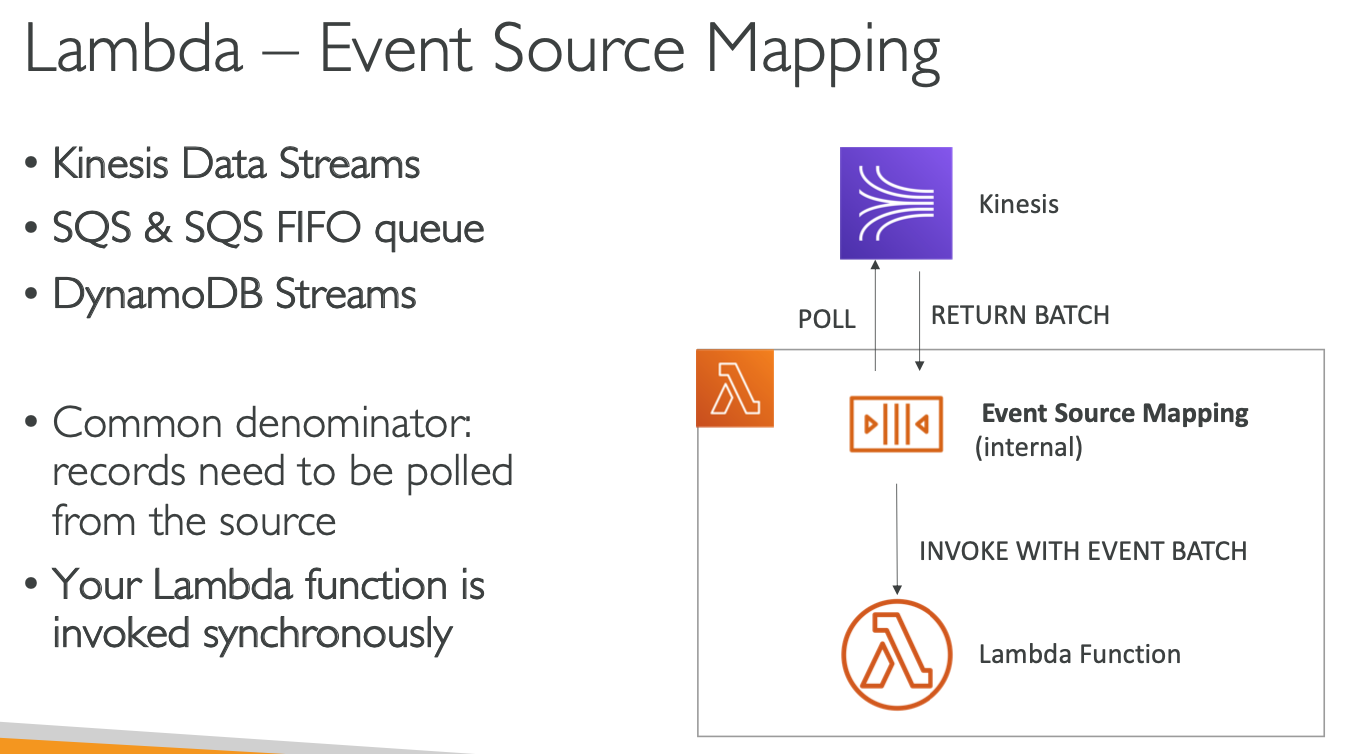 Lambda – Event Source Mapping
• Kinesis Data Streams
• SQS & SQS FIFO queue
• DynamoDB Streams
• Common denominator:
records need to be polled
from the source
• Your Lambda function is
invoked synchronously
Kinesis
POLL
RETURN BATCH
Event Source Mapping
(internal)
INVOKE WITH EVENT BATCH
Lambda Function